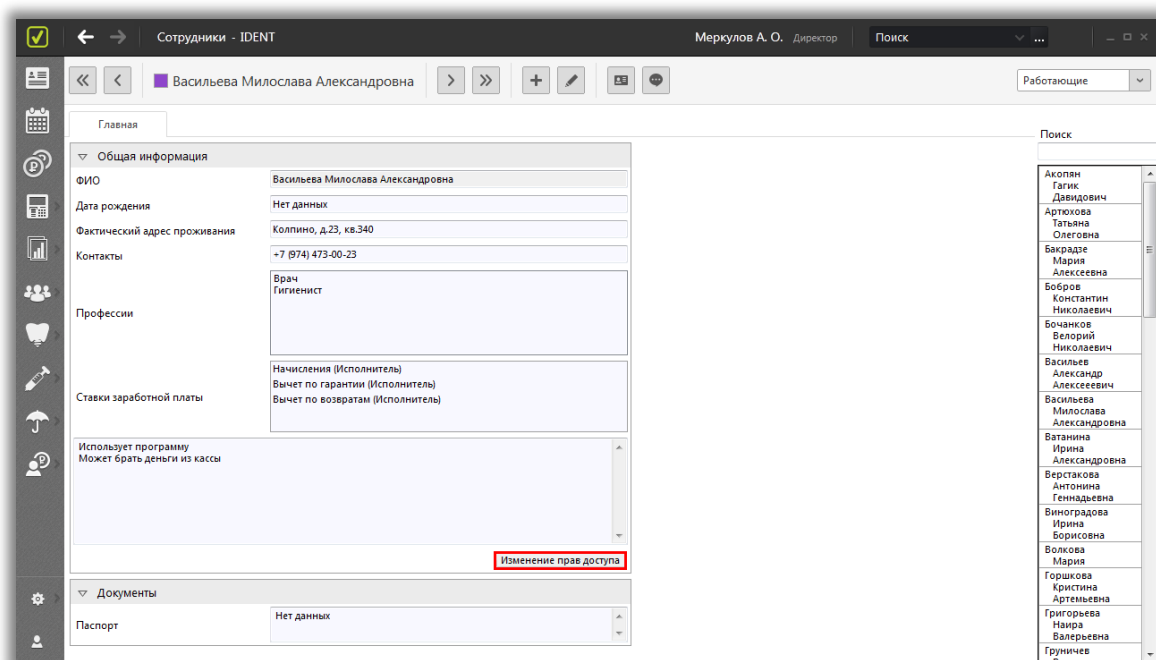 Сотрудники - IDENT
Меркулов А. О. Директор
Поиск
...
Васильева Милослава Александровна
Работающие
Главная
Общая информация
ФИО
Васильева Милослава Александровна
Дата рождения
Нет данных
Фактический адрес проживания
Колпино, д.23, кв.340
Контакты
+7 (974) 473-00-23
Профессии
Врач
Гигиенист
Ставки заработной платы
Начисления (Исполнитель)
Вычет по гарантии (Исполнитель)
Вычет по возвратам (Исполнитель)
Использует программу
Может брать деньги из кассы
Изменение прав доступа
Документы
Паспорт
Нет данных
Поиск
Акопян
Гагик
Давидович
Артюхова
Татьяна
Олеговна
Бакрадзе
Мария
Алексеевна
Бобров
Константин
Николаевич
Бочанков
Велорий
Николаевич
Васильев
Александр
Алексееевич
Васильева
Милослава
Александровна
Ватанина
Ирина
Александровна
Верстакова
Антонина
Геннадьевна
Виноградова
Ирина
Борисовна
Волкова
Мария
Горшкова
Кристина
Артемьевна
Григорьева
Наира
Валерьевна
Груничев